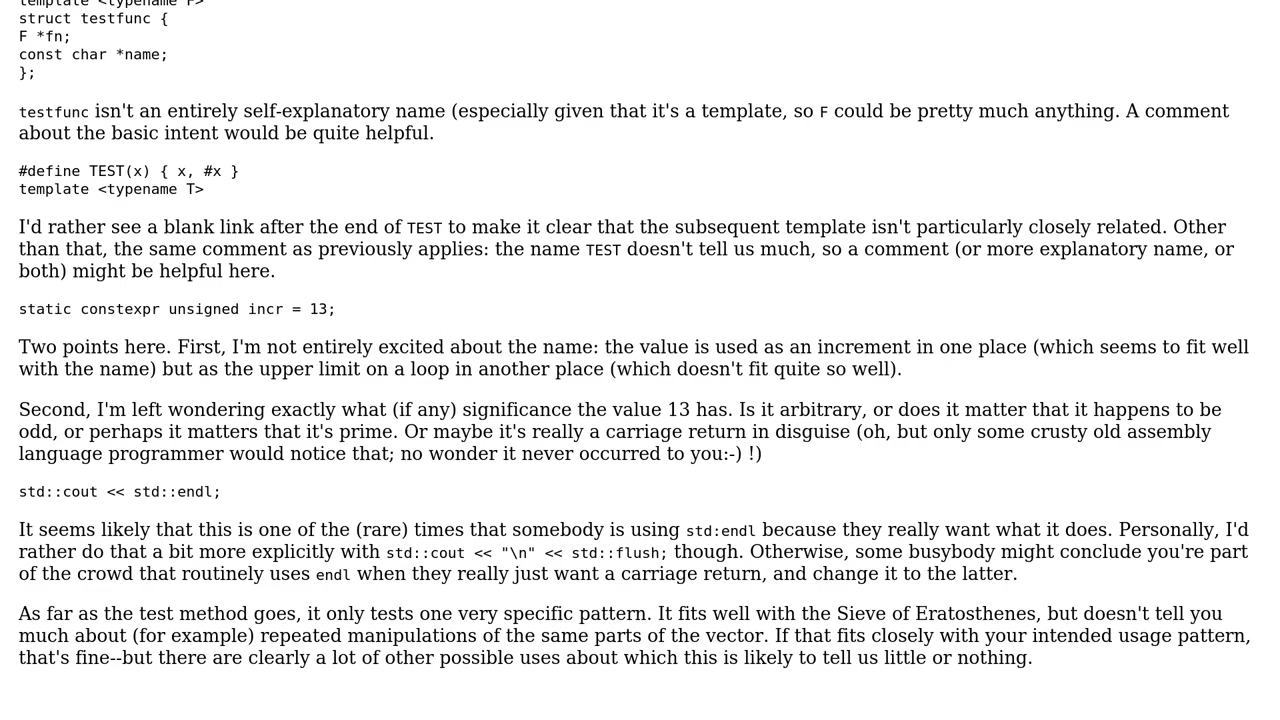 template <typename F>
struct testfunc {
F *fn;
const char *name;
};
testfunc isn't an entirely self-explanatory name (especially given that it's a template, so F could be pretty much anything. A comment
about the basic intent would be quite helpful.
#define TEST(x) { x, #x }
template <typename T>
I'd rather see a blank link after the end of TEST to make it clear that the subsequent template isn't particularly closely related. Other
than that, the same comment as previously applies: the name TEST doesn't tell us much, so a comment (or more explanatory name, or
both) might be helpful here.
static constexpr unsigned incr = 13;
Two points here. First, I'm not entirely excited about the name: the value is used as an increment in one place (which seems to fit well
with the name) but as the upper limit on a loop in another place (which doesn't fit quite so well).
Second, I'm left wondering exactly what (if any) significance the value 13 has. Is it arbitrary, or does it matter that it happens to be
odd, or perhaps it matters that it's prime. Or maybe it's really a carriage return in disguise (oh, but only some crusty old assembly
language programmer would notice that; no wonder it never occurred to you:-) !)
std::cout << std::endl;
It seems likely that this is one of the (rare) times that somebody is using std:endl because they really want what it does. Personally, I'd
rather do that a bit more explicitly with std::cout << "\n" << std::flush; though. Otherwise, some busybody might conclude you're part
of the crowd that routinely uses endl when they really just want a carriage return, and change it to the latter.
As far as the test method goes, it only tests one very specific pattern. It fits well with the Sieve of Eratosthenes, but doesn't tell you
much about (for example) repeated manipulations of the same parts of the vector. If that fits closely with your intended usage pattern,
that's fine--but there are clearly a lot of other possible uses about which this is likely to tell us little or nothing.